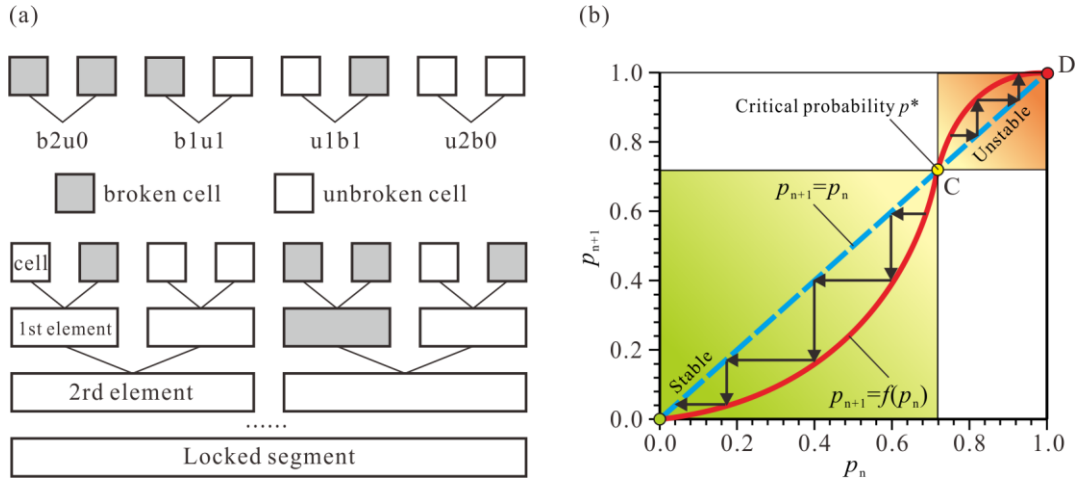 (a)
b2u0 b1u1 u1b1 u2b0
broken cell unbroken cell
cell
1st element
2rd element
......
Locked segment
(b)
D
Critical probability p*
Unstable
C
pn+1=pn
Stable
pn+1=f(pn)
pn+1
1.0
0.8
0.6
0.4
0.2
0.0
0.0 0.2 0.4 0.6 0.8 1.0
pn